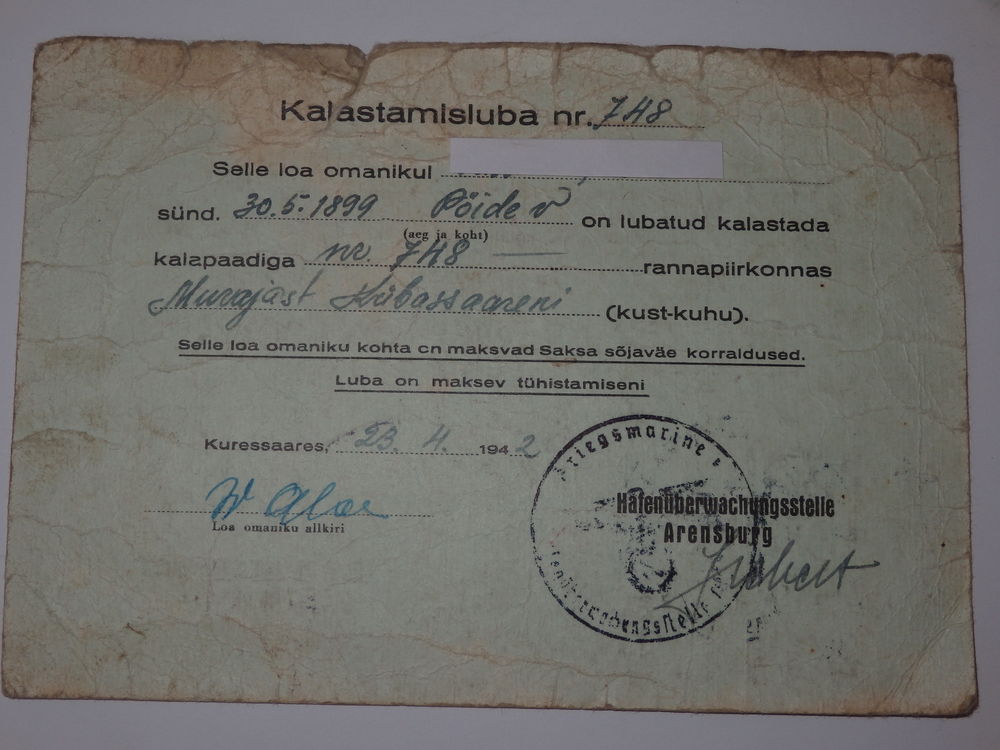 Kalastamisluba nr. 748
Selle loa omanikul
sünd. 30.5.1899 Pöide v on lubatud kalastada
(aeg ja koht)
kalapaadiga nr. 748 — rannapiirkonnas
Murajast Kübassaareni (kust-kuhu).
Selle loa omaniku kohta on maksvad Saksa sõjaväe korraldused.
Luba on maksev tühistamiseni
Kuressaares, 23. 4. 1942
Loa omaniku allkiri
Kriegsmarine
Hafenüberwachungsstelle
Arensburg